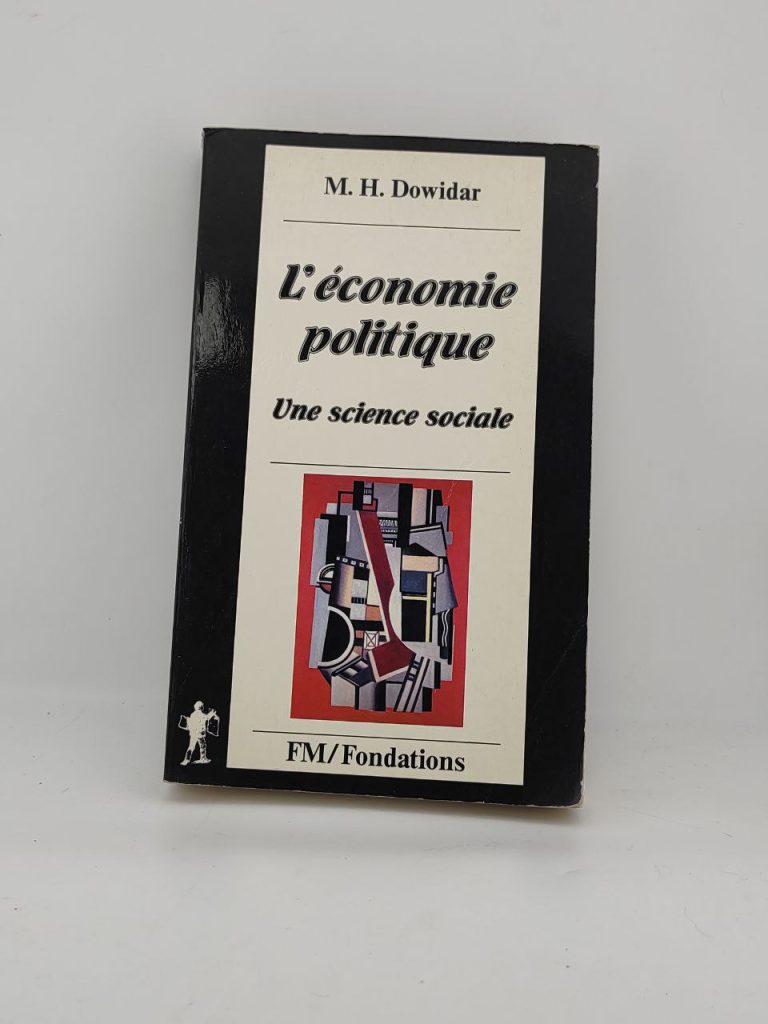 M. H. Dowidar
L'économie
politique
Une science sociale
FM/Fondations